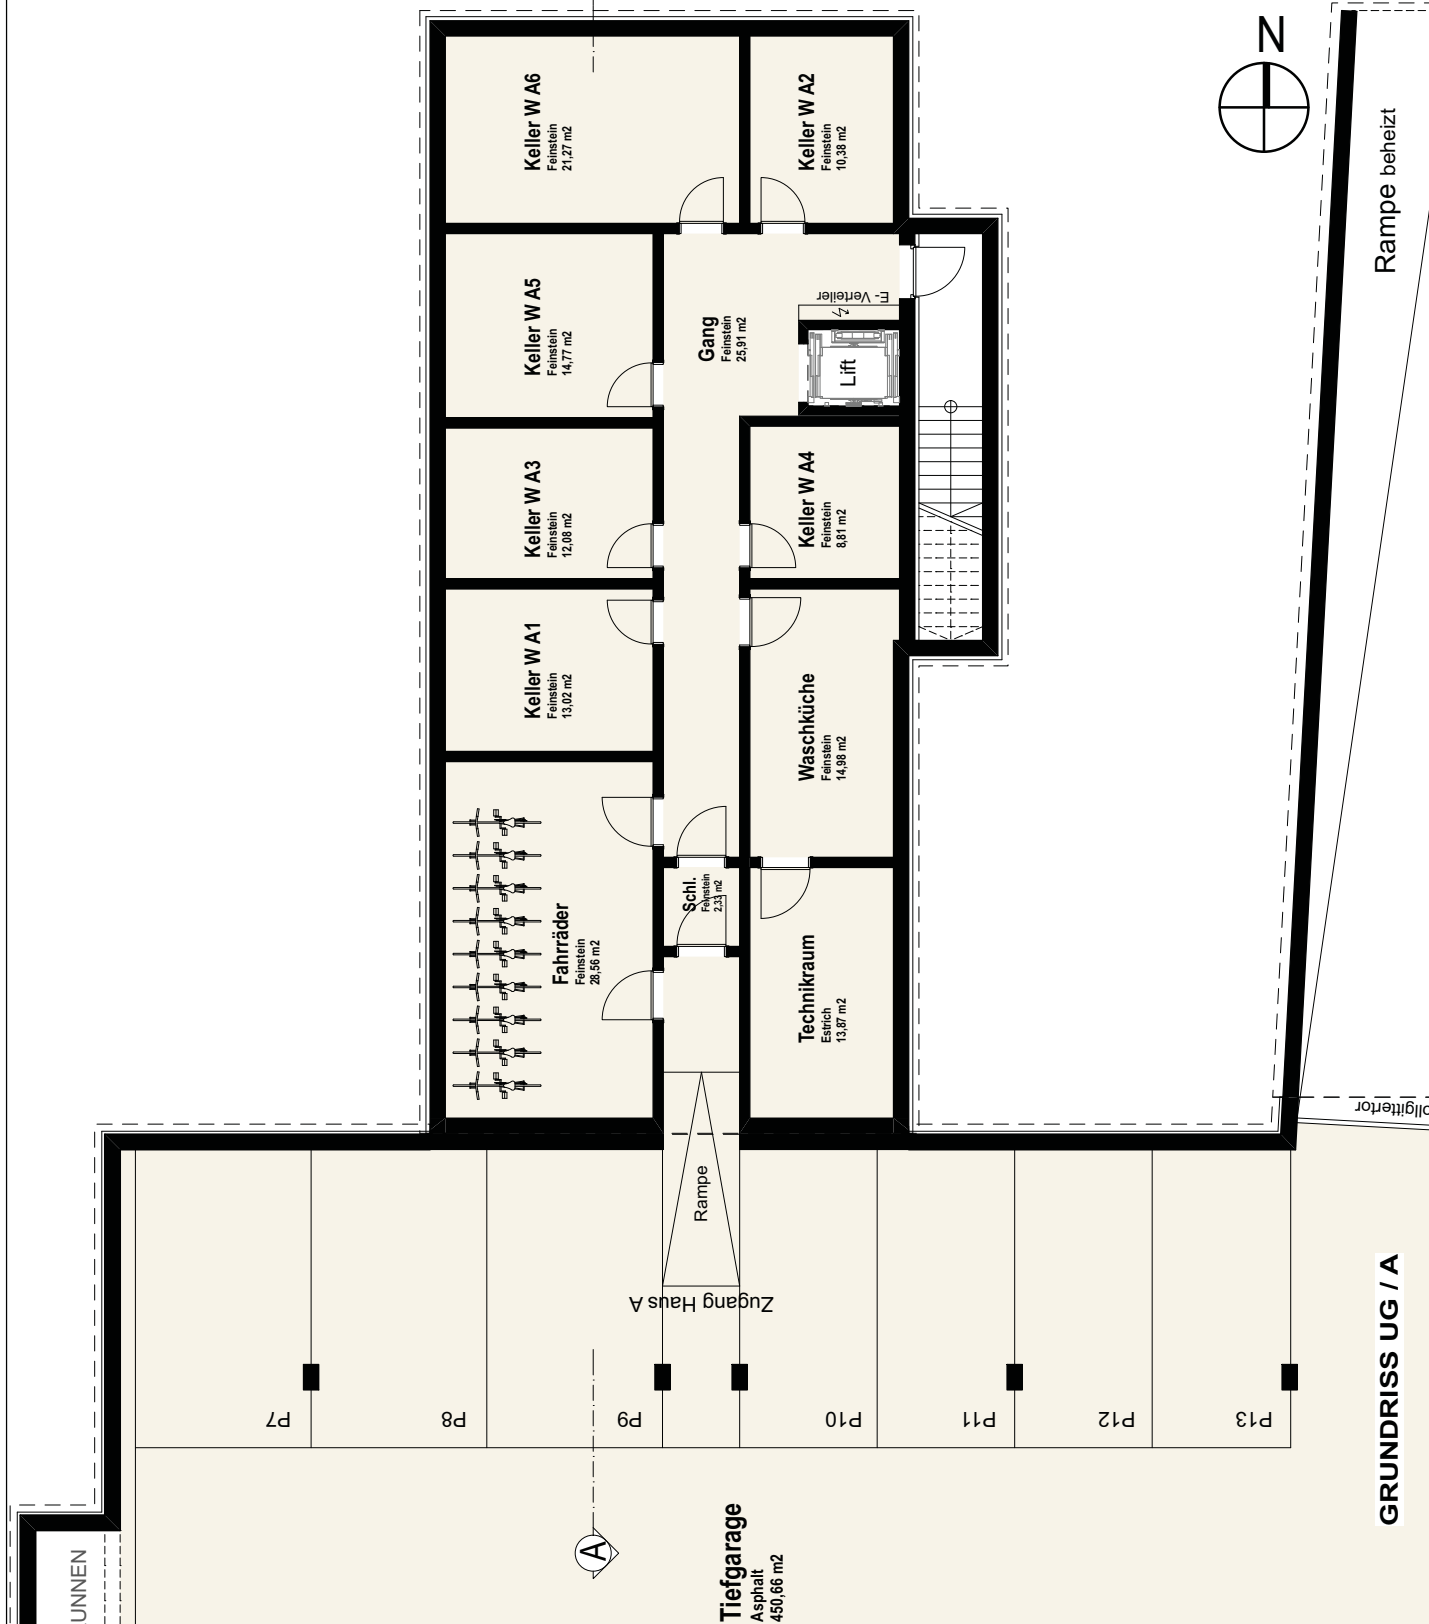 N
Rampe beheizt
Keller W A6
Feinstein
21,27 m2
Keller W A2
Feinstein
10,38 m2
Keller W A5
Feinstein
14,77 m2
Gang
Feinstein
25,91 m2
E- Verteiler
Lift
Keller W A3
Feinstein
12,08 m2
Keller W A4
Feinstein
8,81 m2
Keller W A1
Feinstein
13,02 m2
Waschküche
Feinstein
14,98 m2
Fahrräder
Feinstein
28,56 m2
Schl.
Feinstein
2,33 m2
Technikraum
Estrich
13,87 m2
ollgittertor
Rampe
Zugang Haus A
P7
P8
P9
P10
P11
P12
P13
GRUNDRISS UG / A
A
Tiefgarage
Asphalt
450,66 m2
UNNEN